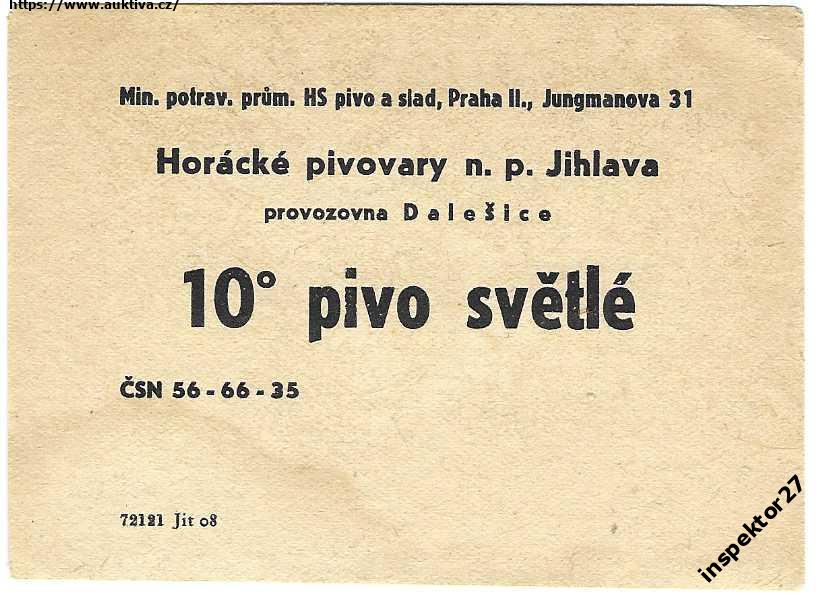 https://www.auktiva.cz/
Min. potrav. prům. HS pivo a slad, Praha II., Jungmanova 31
Horácké pivovary n. p. Jihlava
provozovna Dalešice
10° pivo světlé
ČSN 56 - 66 - 35
72121 Jit 08
inspektor27